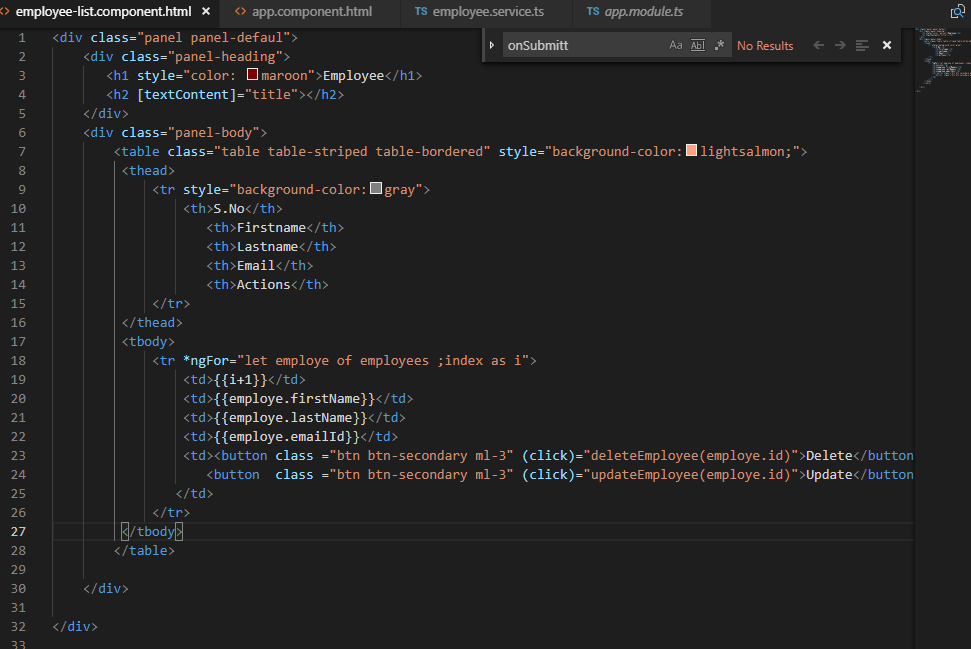 <> employee-list.component.html × <> app.component.html TS employee.service.ts TS app.module.ts
onSubmitt Aa Abl .* No Results
1 <div class="panel panel-defaul">
2 <div class="panel-heading">
3 <h1 style="color: maroon">Employee</h1>
4 <h2 [textContent]="title"></h2>
5 </div>
6 <div class="panel-body">
7 <table class="table table-striped table-bordered" style="background-color:lightsalmon;">
8 <thead>
9 <tr style="background-color:gray">
10 <th>S.No</th>
11 <th>Firstname</th>
12 <th>Lastname</th>
13 <th>Email</th>
14 <th>Actions</th>
15 </tr>
16 </thead>
17 <tbody>
18 <tr *ngFor="let employe of employees ;index as i">
19 <td>{{i+1}}</td>
20 <td>{{employe.firstName}}</td>
21 <td>{{employe.lastName}}</td>
22 <td>{{employe.emailId}}</td>
23 <td><button class ="btn btn-secondary ml-3" (click)="deleteEmployee(employe.id)">Delete</button
24 <button  class ="btn btn-secondary ml-3" (click)="updateEmployee(employe.id)">Update</button
25 </td>
26 </tr>
27 </tbody>
28 </table>
29
30 </div>
31
32 </div>
33